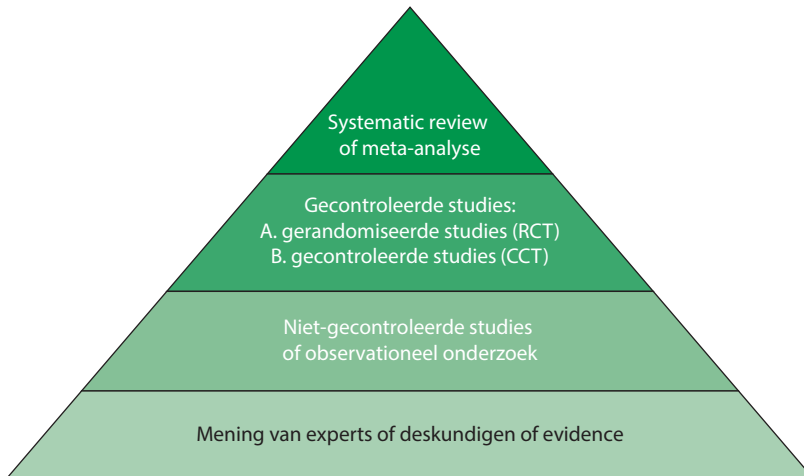 Systematic review
of meta-analyse
Gecontroleerde studies:
A. gerandomiseerde studies (RCT)
B. gecontroleerde studies (CCT)
Niet-gecontroleerde studies
of observationeel onderzoek
Mening van experts of deskundigen of evidence